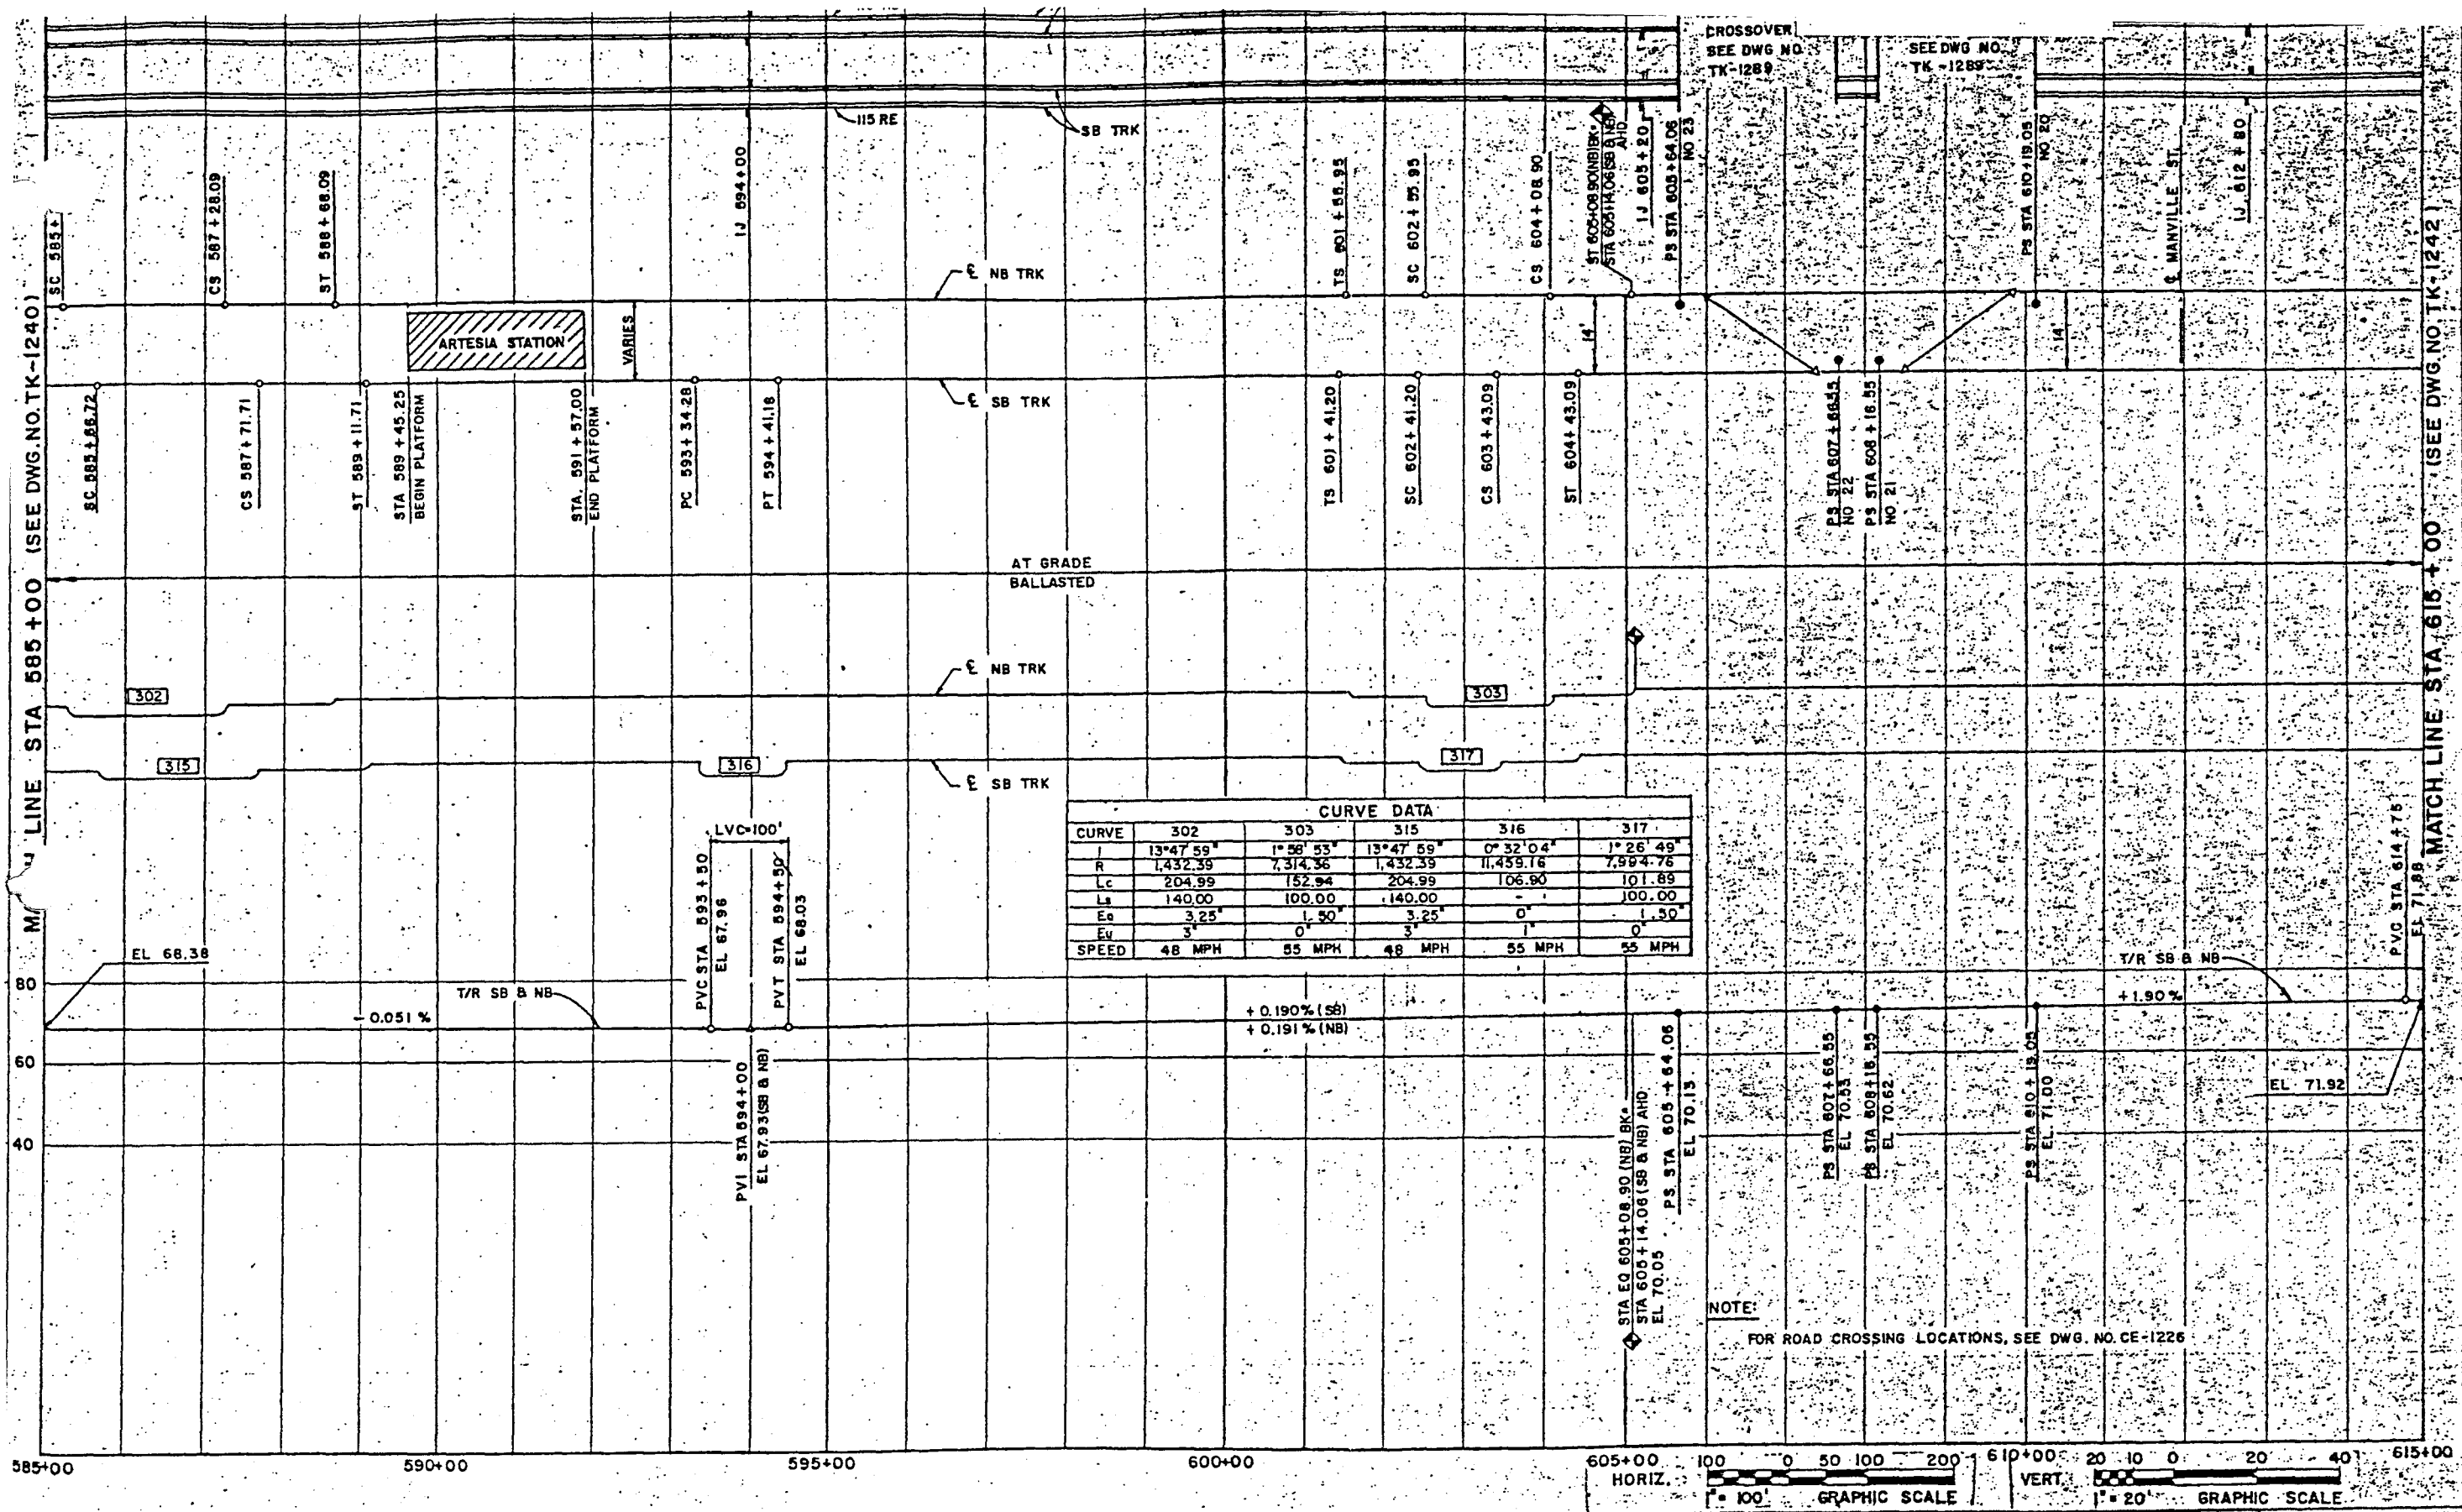 CROSSOVER
SEE DWG NO.
TK-1289
SEE DWG NO.
TK-1289
115 RE
SB TRK
SC 585+
CS 587+28.09
ST 588+68.09
IJ 594+00
TS 601+55.95
SC 602+55.95
CS 604+08.90
ST 605+08.90(NB)BK=
STA 605+14.06(SB & NB)
AHD
IJ 605+20
PS STA 605+64.06
NO 23
PS STA 610+19.05
NO 20
℄ MANVILLE ST.
IJ 612+80
℄ NB TRK
ARTESIA STATION
VARIES
14'
14'
℄ SB TRK
SC 585+66.72
CS 587+71.71
ST 589+11.71
STA 589+45.25
BEGIN PLATFORM
STA. 591+57.00
END PLATFORM
PC 593+34.28
PT 594+41.18
TS 601+41.20
SC 602+41.20
CS 603+43.09
ST 604+43.09
PS STA 607+66.55
NO 22
PS STA 608+16.55
NO 21
LINE STA 585+00 (SEE DWG.NO.TK-1240)
MATCH LINE STA 615+00 (SEE DWG.NO.TK-1242)
AT GRADE
BALLASTED
℄ NB TRK
302
303
315
316
317
℄ SB TRK
CURVE DATA
CURVE 302 303 315 316 317
I 13°47'59" 1°58'53" 13°47'59" 0°32'04" 1°26'49"
R 1,432.39 7,314.36 1,432.39 11,459.16 7,994.76
Lc 204.99 152.94 204.99 106.90 101.89
Ls 140.00 100.00 140.00 - 100.00
Ea 3.25" 1.50" 3.25" 0" 1.50"
Eu 3" 0" 3" 1" 0"
SPEED 48 MPH 55 MPH 48 MPH 55 MPH 55 MPH
LVC=100'
PVC STA 593+50
EL 67.96
PVT STA 594+50
EL 68.03
PVC STA 614+75
EL 71.88
EL 68.38
80
T/R SB & NB
-0.051 %
+0.190% (SB)
+0.191% (NB)
T/R SB & NB
+1.90 %
60
40
PVI STA 594+00
EL 67.93(SB & NB)
STA EQ 605+08.90 (NB) BK=
STA 605+14.06 (SB & NB) AHD
EL 70.05
PS STA 605+64.06
EL 70.15
PS STA 607+66.55
EL 70.53
PS STA 608+16.55
EL 70.62
PS STA 610+19.05
EL 71.00
EL 71.92
NOTE:
FOR ROAD CROSSING LOCATIONS, SEE DWG. NO. CE-1226
585+00 590+00 595+00 600+00 605+00 610+00 615+00
HORIZ. 100 0 50 100 200
1"=100' GRAPHIC SCALE
VERT. 20 10 0 20 40
1"=20' GRAPHIC SCALE